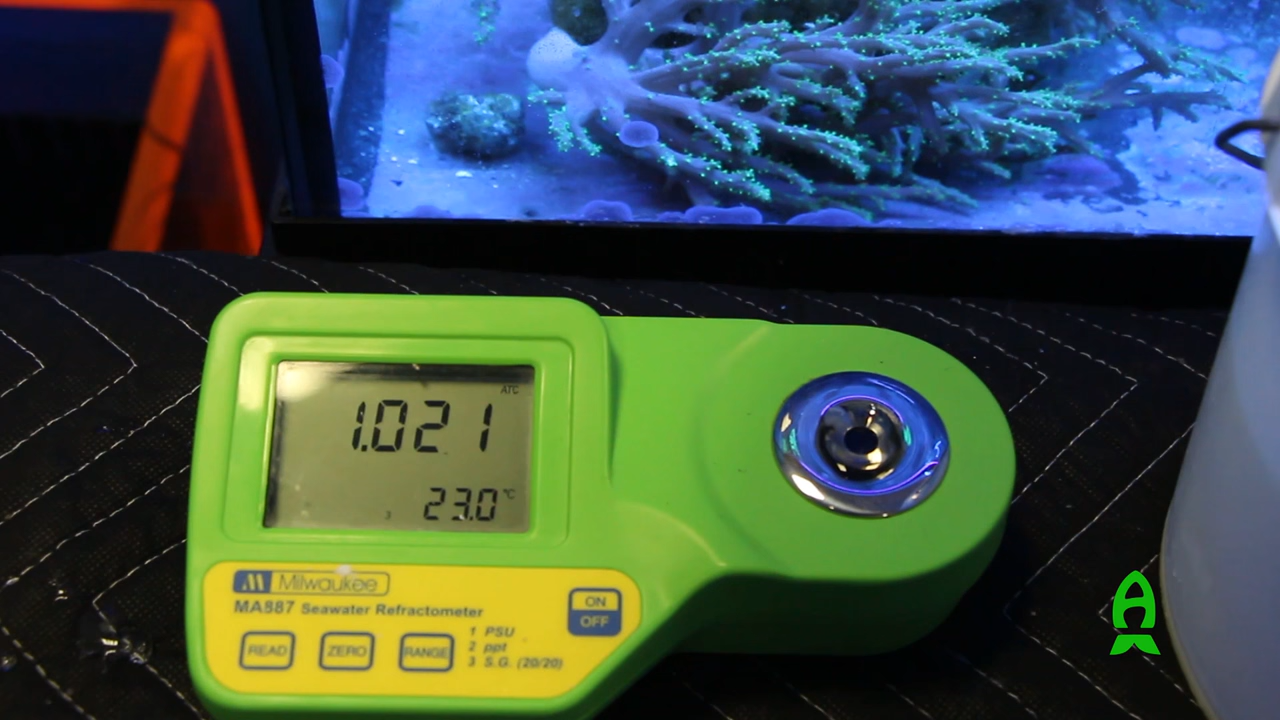 ATC
1.021
23.0 °C
3
Milwaukee
MA887 Seawater Refractometer
ON
OFF
READ
ZERO
RANGE
1 PSU
2 ppt
3 S.G. (20/20)